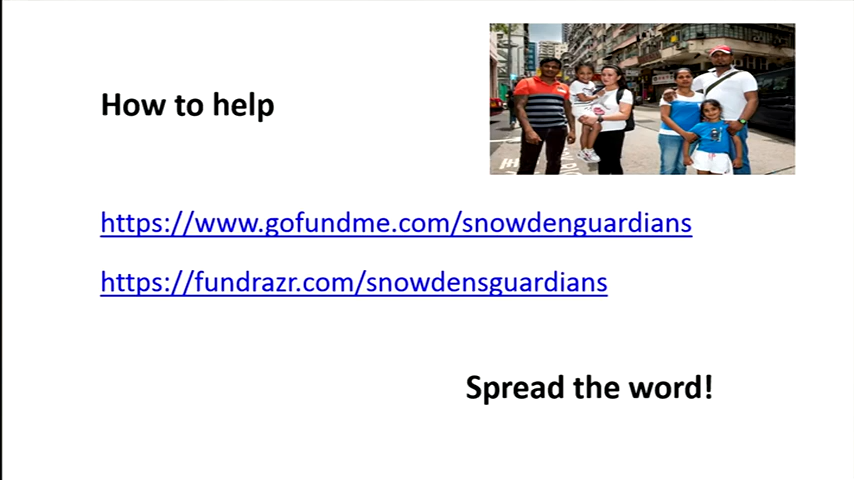 How to help
https://www.gofundme.com/snowdenguardians
https://fundrazr.com/snowdensguardians
Spread the word!